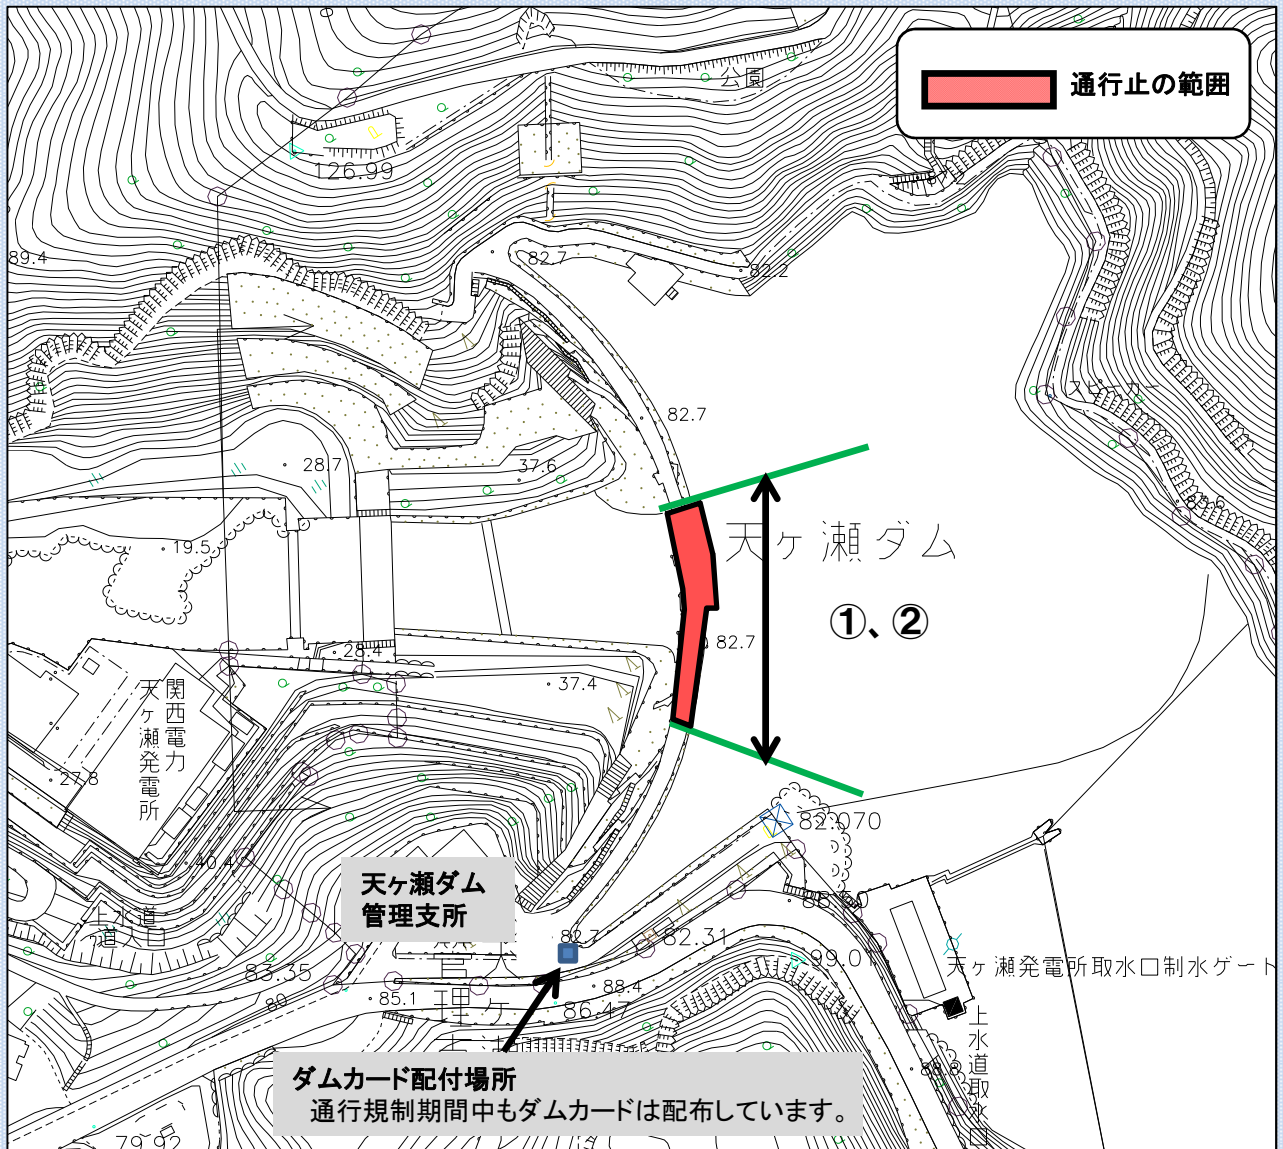 通行止の範囲
公園
126.99
89.4
82.7
82.2
スピーカー
82.7
28.7
37.6
天ヶ瀬ダム
19.5
①、②
82.7
28.4
37.4
関西電力
天ヶ瀬発電所
27.8
82.070
40.4
天ヶ瀬ダム
管理支所
上水道
82.7
82.31
99.01
83.35
天ヶ瀬発電所取水口制水ゲート
80
85.1
88.4
86.47
上水道取水口
ダムカード配付場所
通行規制期間中もダムカードは配布しています。
79.92